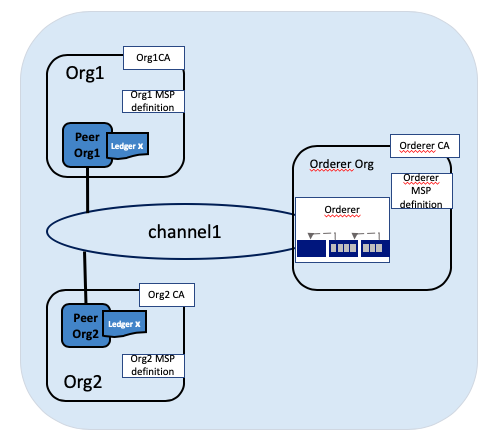 Org1CA
Org1
Org1 MSP
definition
Peer
Org1
Ledger X
Orderer CA
Orderer Org
Orderer
MSP
definition
Orderer
channel1
Org2 CA
Peer
Org2
Ledger X
Org2 MSP
definition
Org2